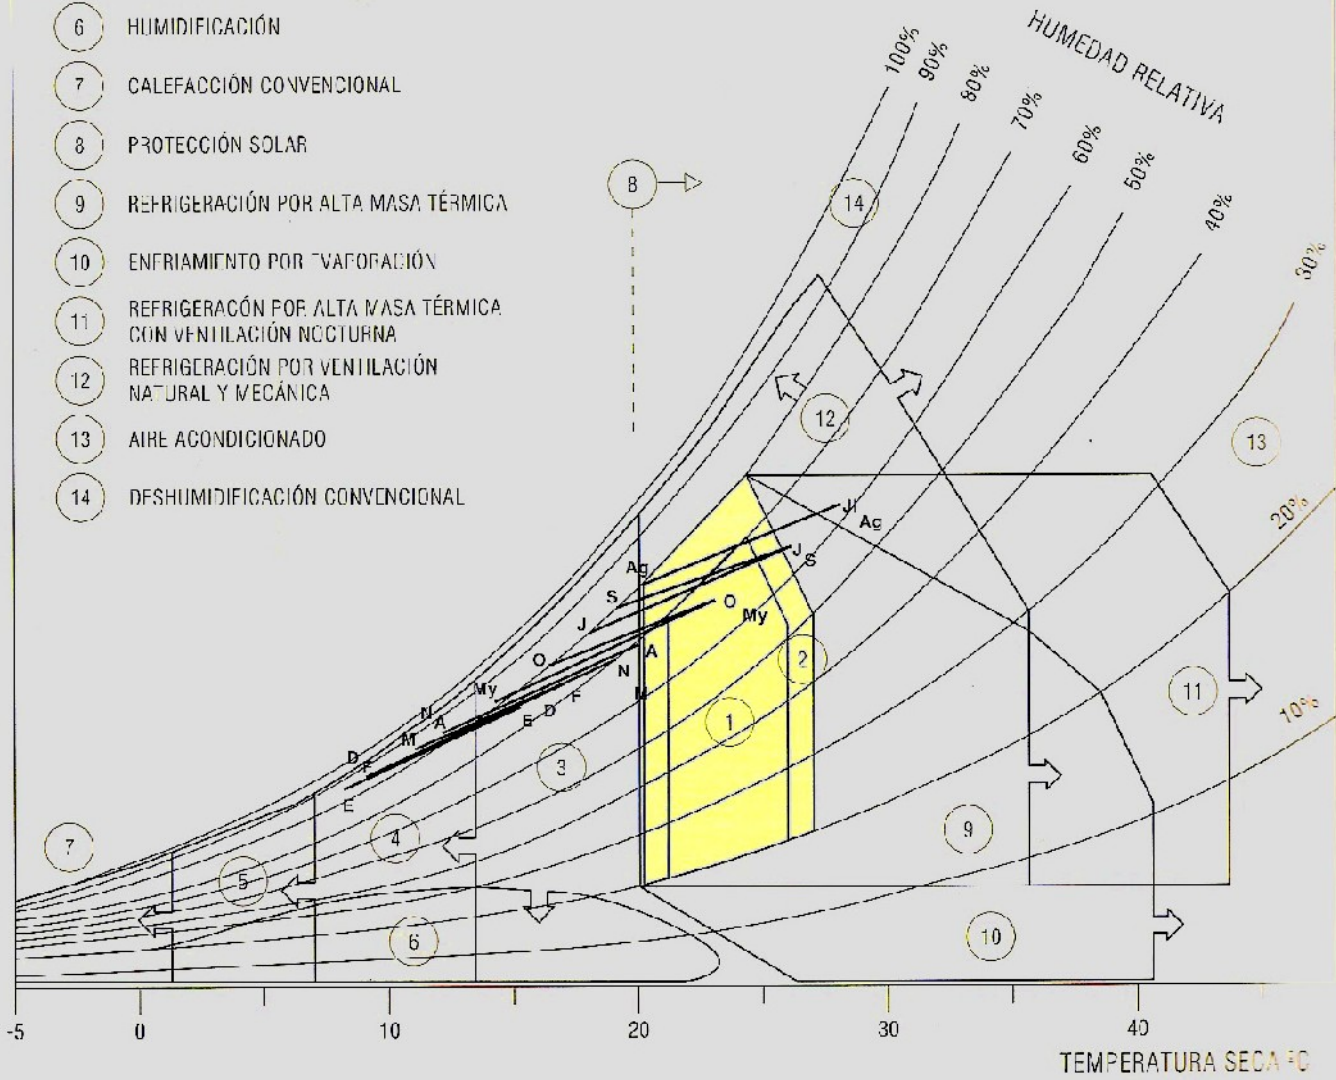 6 HUMIDIFICACIÓN
7 CALEFACCIÓN CONVENCIONAL
8 PROTECCIÓN SOLAR
9 REFRIGERACIÓN POR ALTA MASA TÉRMICA
10 ENFRIAMIENTO POR EVAPORACIÓN
11 REFRIGERACÓN POR ALTA MASA TÉRMICA
CON VENTILACIÓN NOCTURNA
12 REFRIGERACIÓN POR VENTILACIÓN
NATURAL Y MECÁNICA
13 AIRE ACONDICIONADO
14 DESHUMIDIFICACIÓN CONVENCIONAL
HUMEDAD RELATIVA
100%
90%
80%
70%
60%
50%
40%
30%
20%
10%
8
14
12
13
Jl
Ag
J
S
Ag
S
J
O
My
O
My
A
N
M
F
D
E
N
A
M
D
F
E
1
2
3
4
5
6
7
9
10
11
-5 0 10 20 30 40
TEMPERATURA SECA ºC